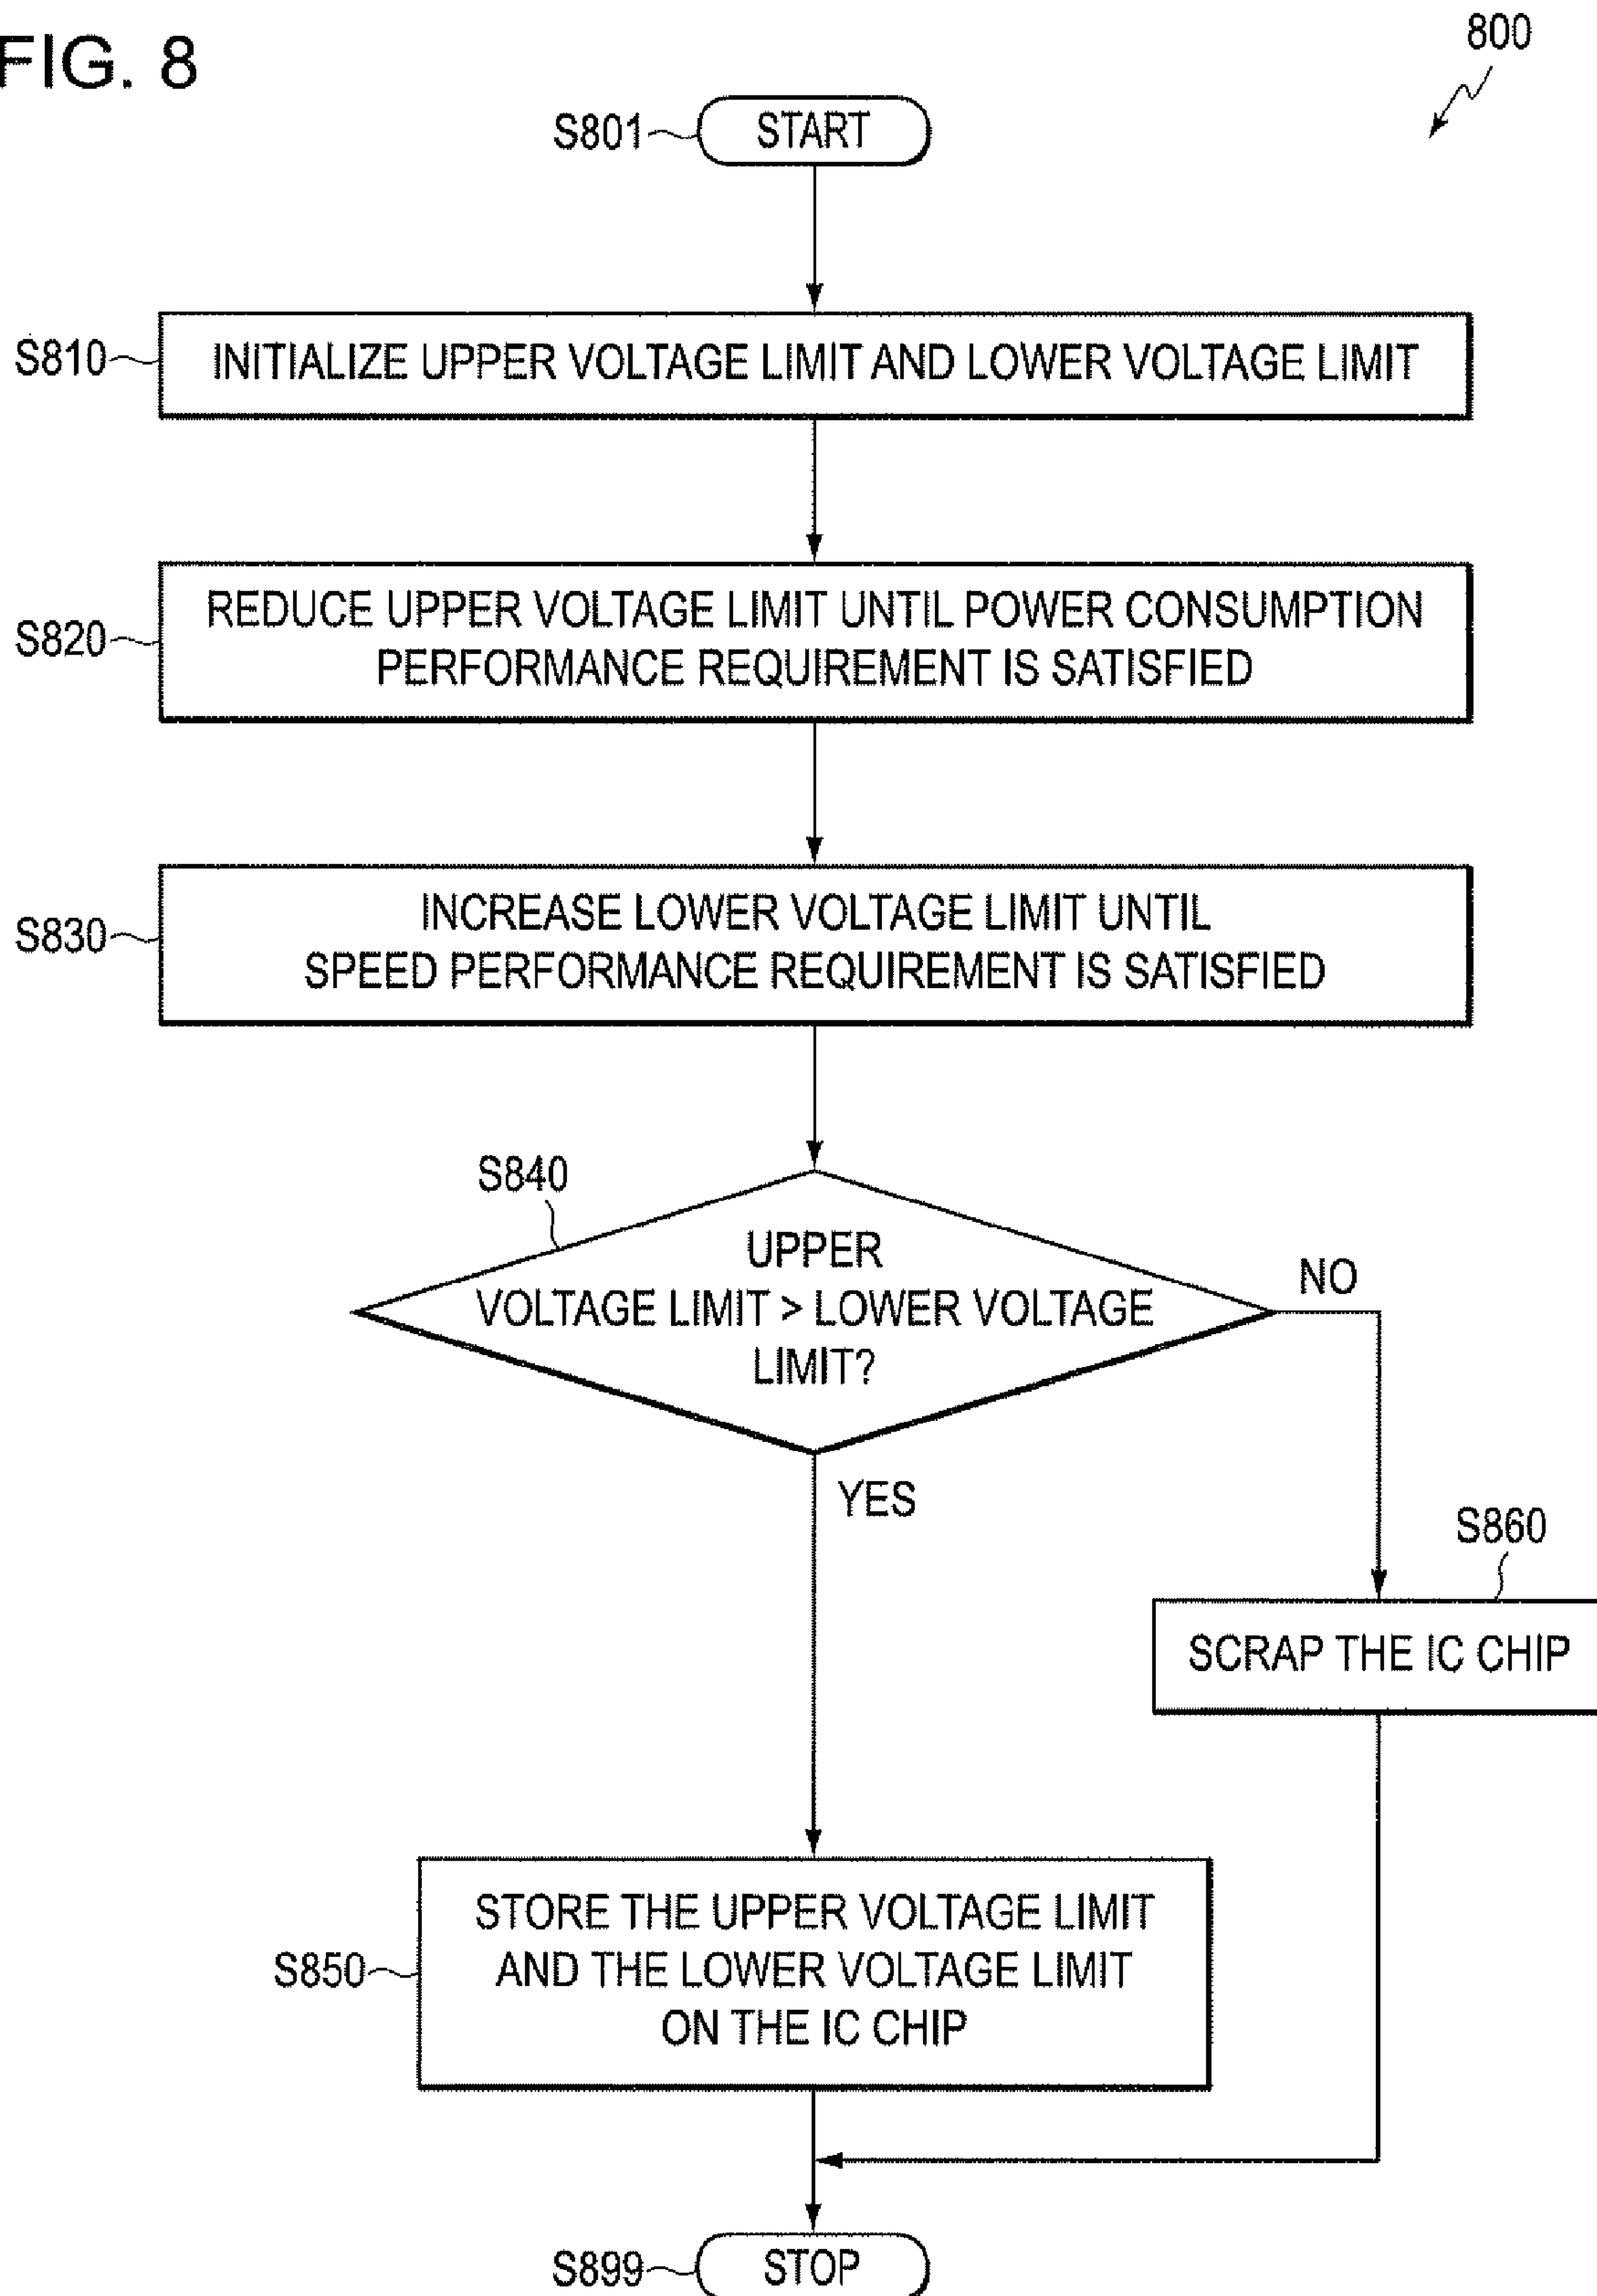 FIG. 8
800
S801
START
S810
INITIALIZE UPPER VOLTAGE LIMIT AND LOWER VOLTAGE LIMIT
S820
REDUCE UPPER VOLTAGE LIMIT UNTIL POWER CONSUMPTION
PERFORMANCE REQUIREMENT IS SATISFIED
S830
INCREASE LOWER VOLTAGE LIMIT UNTIL
SPEED PERFORMANCE REQUIREMENT IS SATISFIED
S840
UPPER
VOLTAGE LIMIT > LOWER VOLTAGE
LIMIT?
NO
YES
S860
SCRAP THE IC CHIP
S850
STORE THE UPPER VOLTAGE LIMIT
AND THE LOWER VOLTAGE LIMIT
ON THE IC CHIP
S899
STOP